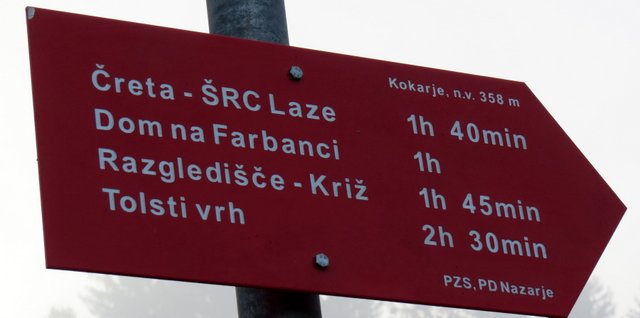 Kokarje, n.v. 358 m
Čreta - ŠRC Laze 1h 40min
Dom na Farbanci 1h
Razgledišče - Križ 1h 45min
Tolsti vrh 2h 30min
PZS, PD Nazarje